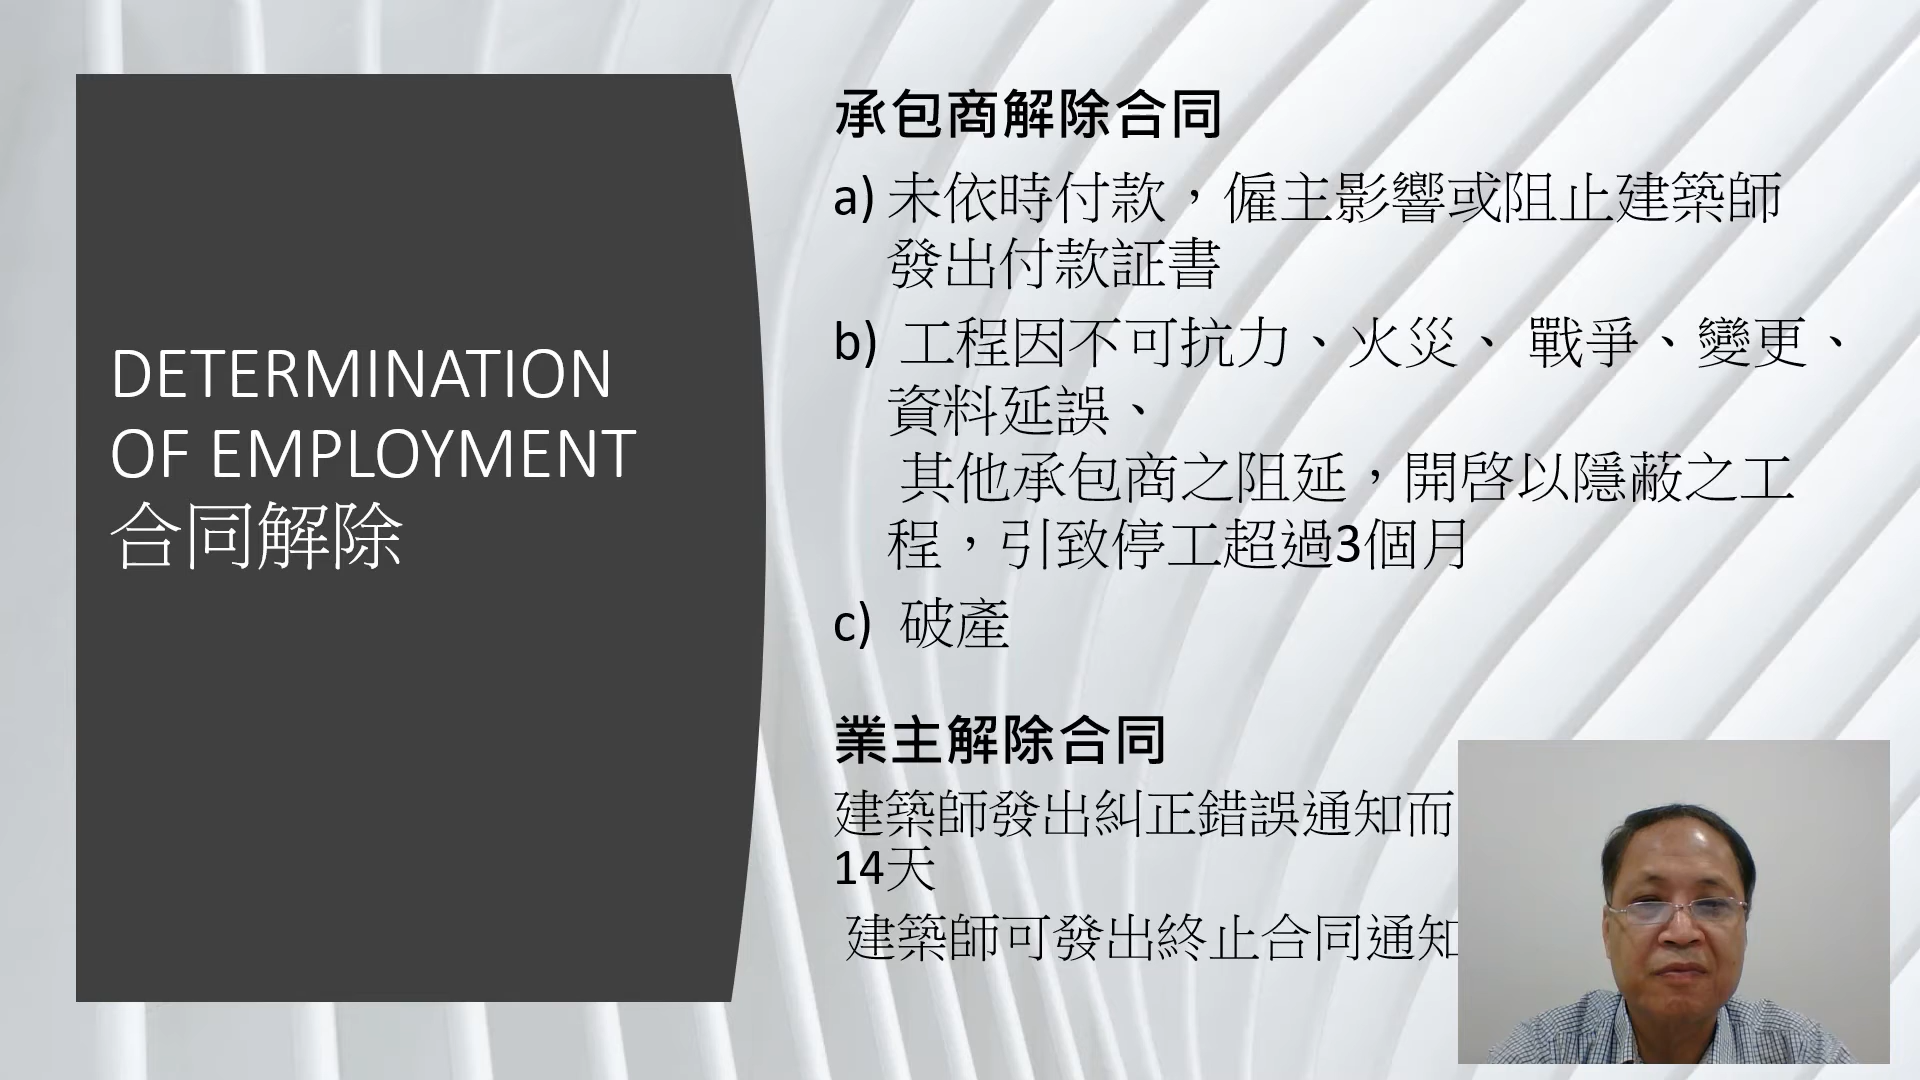 DETERMINATION
OF EMPLOYMENT
合同解除
承包商解除合同
a) 未依時付款，僱主影響或阻止建築師
發出付款証書
b) 工程因不可抗力、火災、戰爭、變更、
資料延誤、
其他承包商之阻延，開啓以隱蔽之工
程，引致停工超過3個月
c) 破產
業主解除合同
建築師發出糾正錯誤通知而
14天
建築師可發出終止合同通知